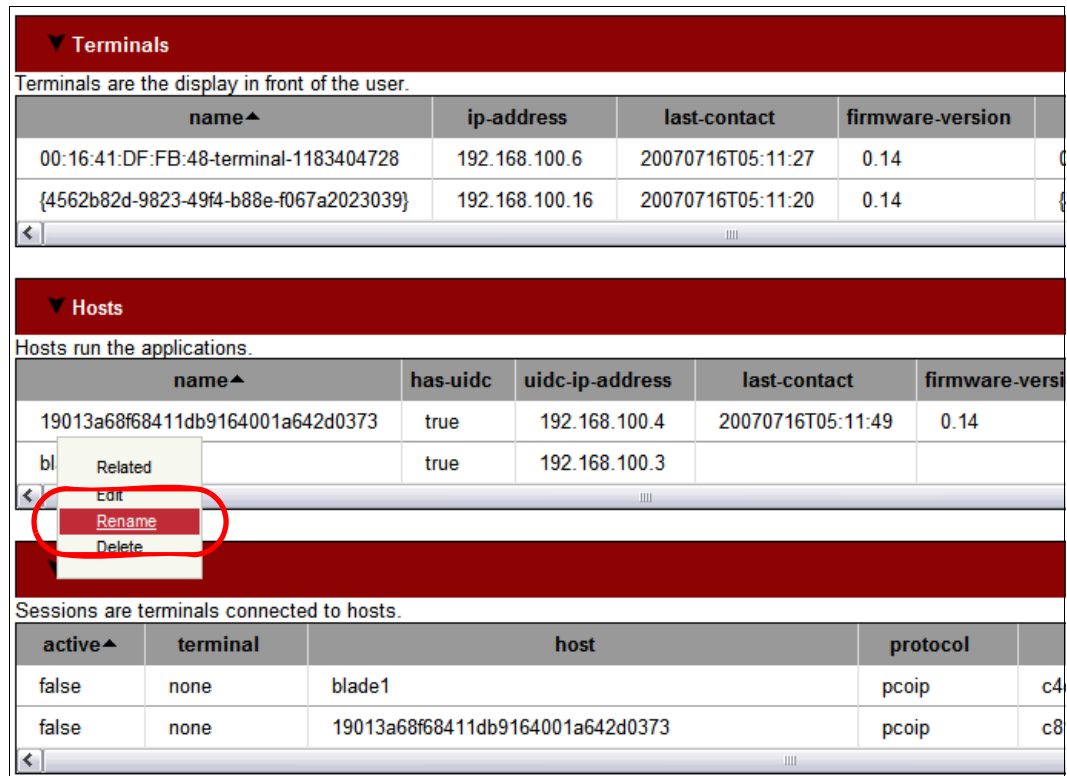 Terminals
Terminals are the display in front of the user.
name ip-address last-contact firmware-version
00:16:41:DF:FB:48-terminal-1183404728 192.168.100.6 20070716T05:11:27 0.14
{4562b82d-9823-49f4-b88e-f067a2023039} 192.168.100.16 20070716T05:11:20 0.14 {
Hosts
Hosts run the applications.
name has-uidc uidc-ip-address last-contact firmware-versi
19013a68f68411db9164001a642d0373 true 192.168.100.4 20070716T05:11:49 0.14
bl true 192.168.100.3
Related
Edit
Rename
Delete
Sessions are terminals connected to hosts.
active terminal host protocol
false none blade1 pcoip c4
false none 19013a68f68411db9164001a642d0373 pcoip c8